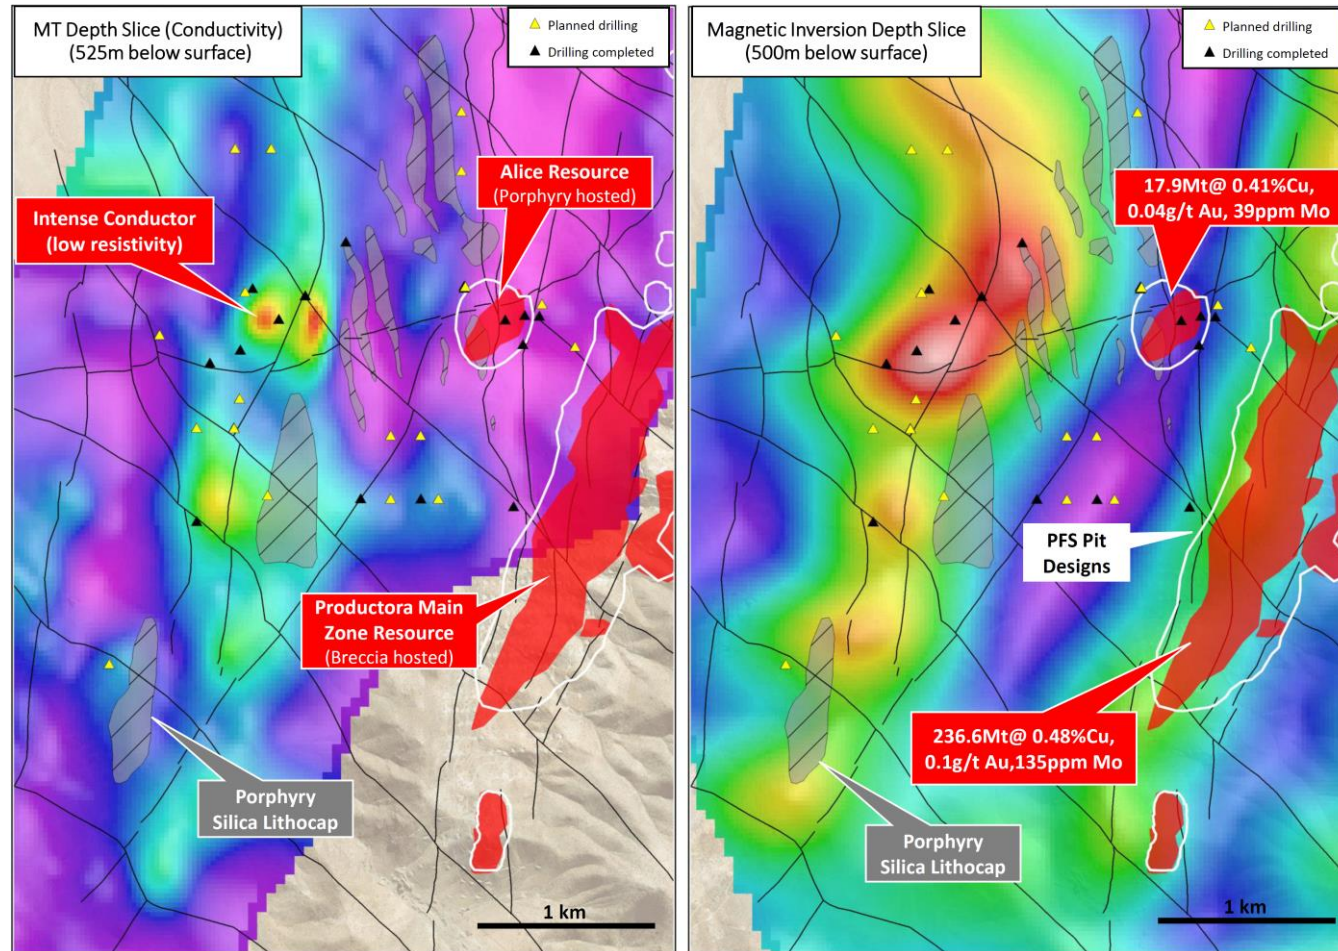 MT Depth Slice (Conductivity)
(525m below surface)
Planned drilling
Drilling completed
Alice Resource
(Porphyry hosted)
Intense Conductor
(low resistivity)
Productora Main
Zone Resource
(Breccia hosted)
Porphyry
Silica Lithocap
1 km
Magnetic Inversion Depth Slice
(500m below surface)
Planned drilling
Drilling completed
17.9Mt@ 0.41%Cu,
0.04g/t Au, 39ppm Mo
PFS Pit
Designs
236.6Mt@ 0.48%Cu,
0.1g/t Au,135ppm Mo
Porphyry
Silica Lithocap
1 km